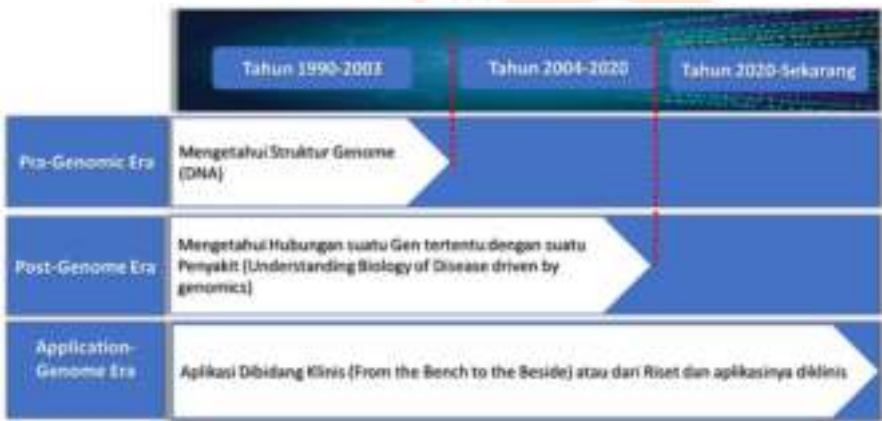 Tahun 1990-2003
Tahun 2004-2020
Tahun 2020-Sekarang
Pra-Genomic Era
Mengetahui Struktur Genome
(DNA)
Post-Genome Era
Mengetahui Hubungan suatu Gen tertentu dengan suatu
Penyakit (Understanding Biology of Disease driven by
genomics)
Application-
Genome Era
Aplikasi Dibidang Klinis (From the Bench to the Beside) atau dari Riset dan aplikasinya diklinis